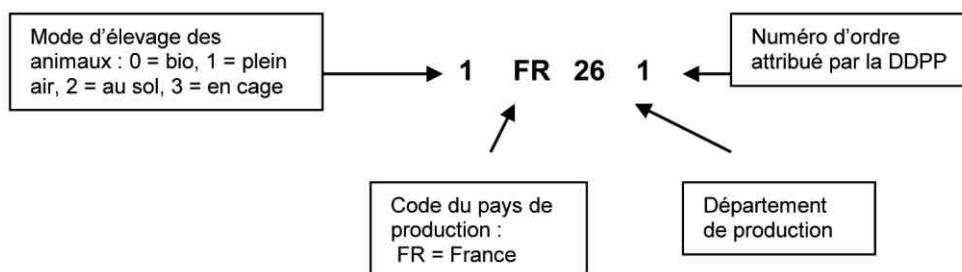 Mode d’élevage des
animaux : 0 = bio, 1 = plein
air, 2 = au sol, 3 = en cage
1 FR 26 1
Numéro d’ordre
attribué par la DDPP
Code du pays de
production :
FR = France
Département
de production